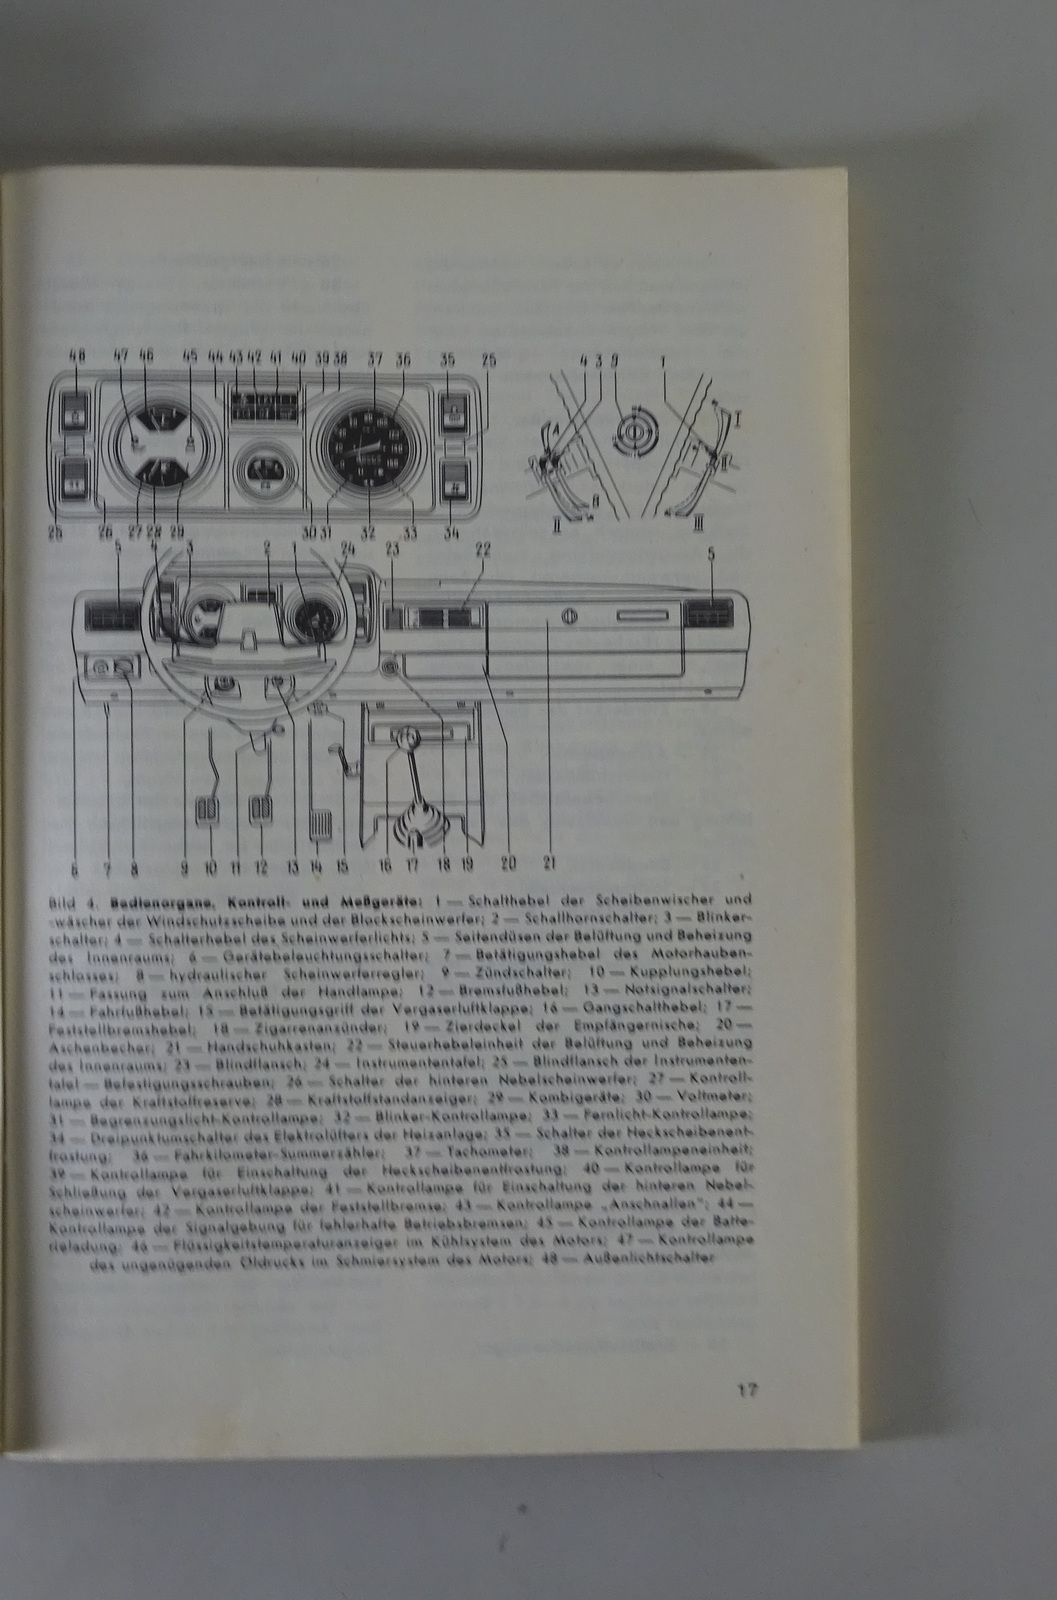 48 47 46 45 44 43 42 41 40 39 38 37 36 35 25 4 3 9 1
A I
II B II III
25 26 27 28 29 30 31 32 33 34
5 4 3 2 1 24 23 22 5
6 7 8 9 10 11 12 13 14 15 16 17 18 19 20 21
Bild 4. Bedienorgane, Kontroll- und Meßgeräte: 1 — Schalthebel der Scheibenwischer und
-wäscher der Windschutzscheibe und der Blockscheinwerfer; 2 — Schallhornschalter; 3 — Blinker-
schalter; 4 — Schalterhebel des Scheinwerferlichts; 5 — Seitendüsen der Belüftung und Beheizung
des Innenraums; 6 — Gerätebeleuchtungsschalter; 7 — Betätigungshebel des Motorhauben-
schlosses; 8 — hydraulischer Scheinwerferregler; 9 — Zündschalter; 10 — Kupplungshebel;
11 — Fassung zum Anschluß der Handlampe; 12 — Bremsfußhebel; 13 — Notsignalschalter;
14 — Fahrfußhebel; 15 — Betätigungsgriff der Vergaserluftklappe; 16 — Gangschalthebel; 17 —
Feststellbremshebel; 18 — Zigarrenanzünder; 19 — Zierdeckel der Empfängernische; 20 —
Aschenbecher; 21 — Handschuhkasten; 22 — Steuerhebeleinheit der Belüftung und Beheizung
des Innenraums; 23 — Blindflansch; 24 — Instrumententafel; 25 — Blindflansch der Instrumenten-
tafel — Befestigungsschrauben; 26 — Schalter der hinteren Nebelscheinwerfer; 27 — Kontroll-
lampe der Kraftstoffreserve; 28 — Kraftstoffstandanzeiger; 29 — Kombigeräte; 30 — Voltmeter;
31 — Begrenzungslicht-Kontrollampe; 32 — Blinker-Kontrollampe; 33 — Fernlicht-Kontrollampe;
34 — Dreipunktumschalter des Elektrolüfters der Heizanlage; 35 — Schalter der Heckscheibenent-
frostung; 36 — Fahrkilometer-Summerzähler; 37 — Tachometer; 38 — Kontrollampeneinheit;
39 — Kontrollampe für Einschaltung der Heckscheibenentfrostung; 40 — Kontrollampe für
Schließung der Vergaserluftklappe; 41 — Kontrollampe für Einschaltung der hinteren Nebel-
scheinwerfer; 42 — Kontrollampe der Feststellbremse; 43 — Kontrollampe „Anschnallen"; 44 —
Kontrollampe der Signalgebung für fehlerhafte Betriebsbremsen; 45 — Kontrollampe der Batte-
rieladung; 46 — Flüssigkeitstemperaturanzeiger im Kühlsystem des Motors; 47 — Kontrollampe
des ungenügenden Öldrucks im Schmiersystem des Motors; 48 — Außenlichtschalter
17